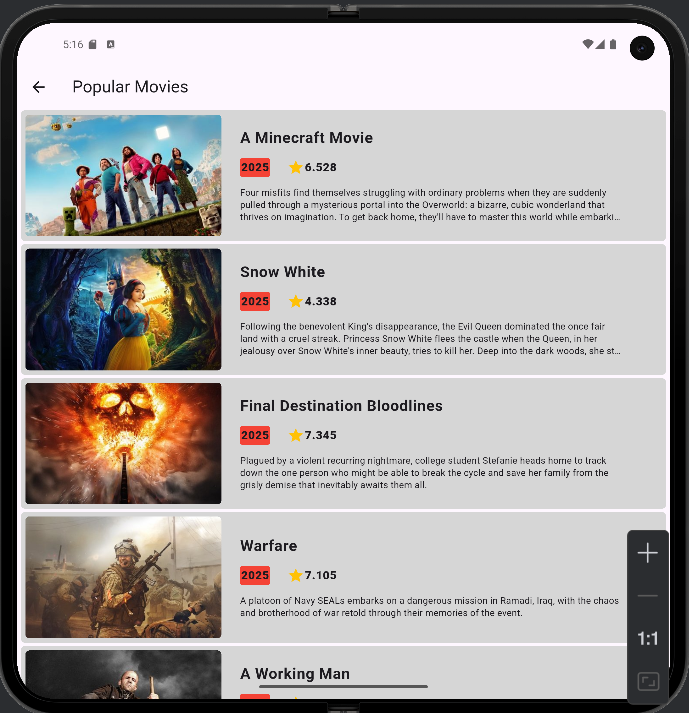 5:16
Popular Movies
A Minecraft Movie
2025 6.528
Four misfits find themselves struggling with ordinary problems when they are suddenly
pulled through a mysterious portal into the Overworld: a bizarre, cubic wonderland that
thrives on imagination. To get back home, they'll have to master this world while embarki…
Snow White
2025 4.338
Following the benevolent King's disappearance, the Evil Queen dominated the once fair
land with a cruel streak. Princess Snow White flees the castle when the Queen, in her
jealousy over Snow White's inner beauty, tries to kill her. Deep into the dark woods, she st…
Final Destination Bloodlines
2025 7.345
Plagued by a violent recurring nightmare, college student Stefanie heads home to track
down the one person who might be able to break the cycle and save her family from the
grisly demise that inevitably awaits them all.
Warfare
2025 7.105
A platoon of Navy SEALs embarks on a dangerous mission in Ramadi, Iraq, with the chaos
and brotherhood of war retold through their memories of the event.
1:1
A Working Man